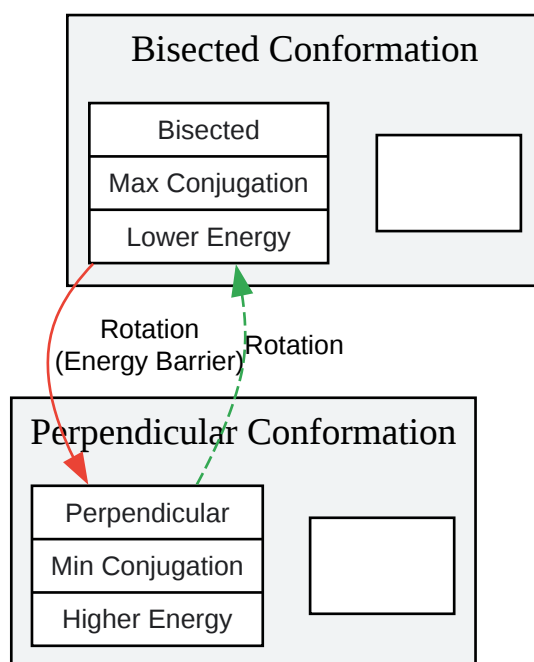 Bisected Conformation
Bisected
Max Conjugation
Lower Energy
Rotation
(Energy Barrier)
Rotation
Perpendicular Conformation
Perpendicular
Min Conjugation
Higher Energy